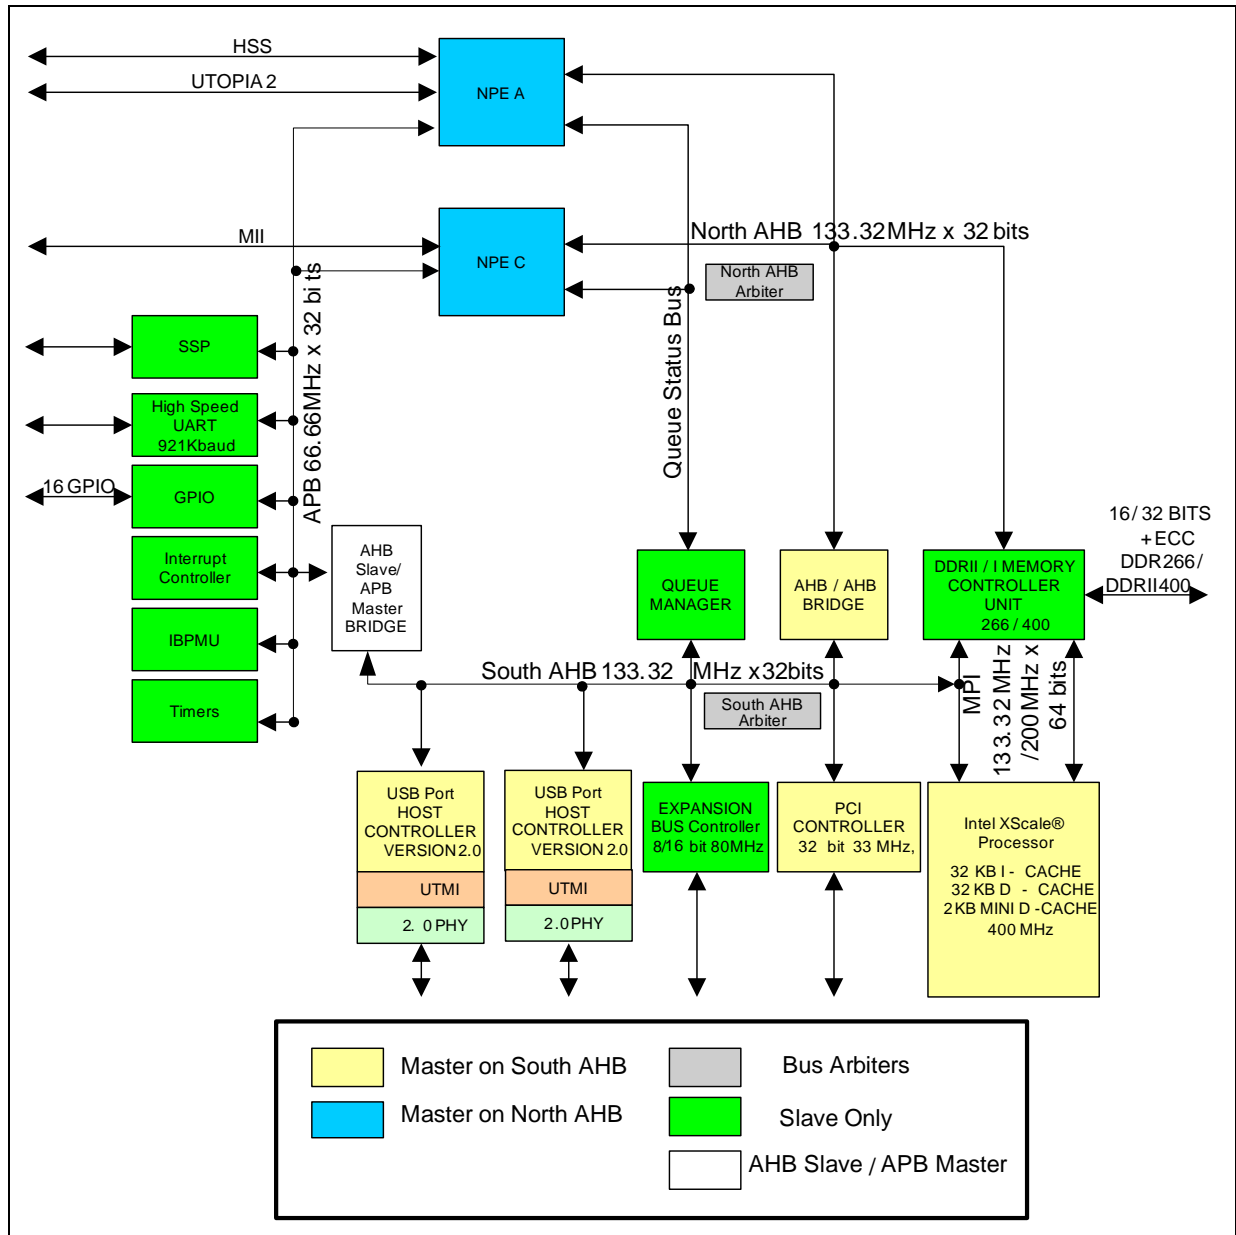 HSS
UTOPIA 2
NPE A
MII
NPE C
North AHB 133.32MHz x 32 bits
North AHB
Arbiter
Queue Status Bus
APB 66.66MHz x 32 bits
SSP
High Speed
UART
921Kbaud
16 GPIO
GPIO
Interrupt
Controller
IBPMU
Timers
AHB
Slave/
APB
Master
BRIDGE
QUEUE
MANAGER
AHB / AHB
BRIDGE
DDRII / I MEMORY
CONTROLLER
UNIT
266 / 400
16/32 BITS
+ECC
DDR266/
DDRII400
South AHB 133.32 MHz x32bits
South AHB
Arbiter
MPI
133.32 MHz
/200 MHz x
64 bits
USB Port
HOST
CONTROLLER
VERSION 2.0
UTMI
2.0 PHY
USB Port
HOST
CONTROLLER
VERSION 2.0
UTMI
2.0 PHY
EXPANSION
BUS Controller
8/16 bit 80MHz
PCI
CONTROLLER
32 bit 33 MHz,
Intel XScale®
Processor
32 KB I - CACHE
32 KB D - CACHE
2KB MINI D -CACHE
400 MHz
Master on South AHB
Master on North AHB
Bus Arbiters
Slave Only
AHB Slave / APB Master